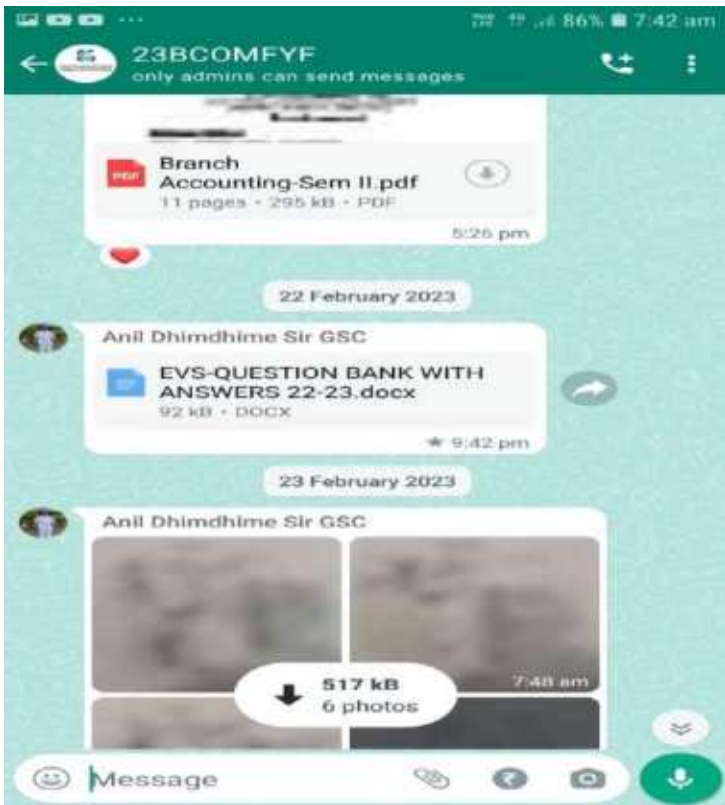 86% 7:42 am
23BCOMFYF
only admins can send messages
PDF
Branch
Accounting-Sem II.pdf
11 pages • 295 kB • PDF
5:26 pm
22 February 2023
Anil Dhimdhime Sir GSC
EVS-QUESTION BANK WITH
ANSWERS 22-23.docx
92 kB • DOCX
9:42 pm
23 February 2023
Anil Dhimdhime Sir GSC
7:48 am
517 kB
6 photos
Message